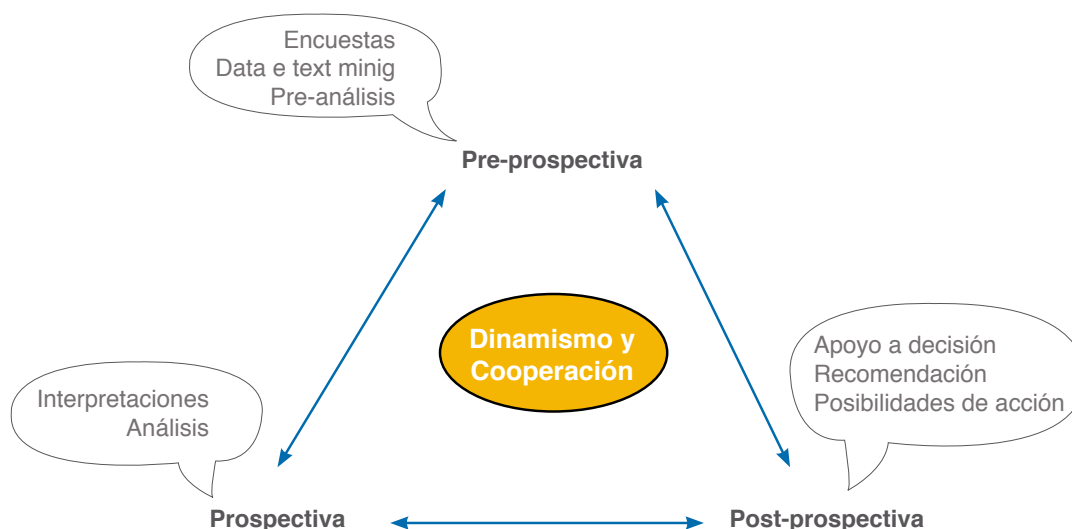 Encuestas
Data e text minig
Pre-análisis
Pre-prospectiva
Dinamismo y
Cooperación
Interpretaciones
Análisis
Apoyo a decisión
Recomendación
Posibilidades de acción
Prospectiva
Post-prospectiva